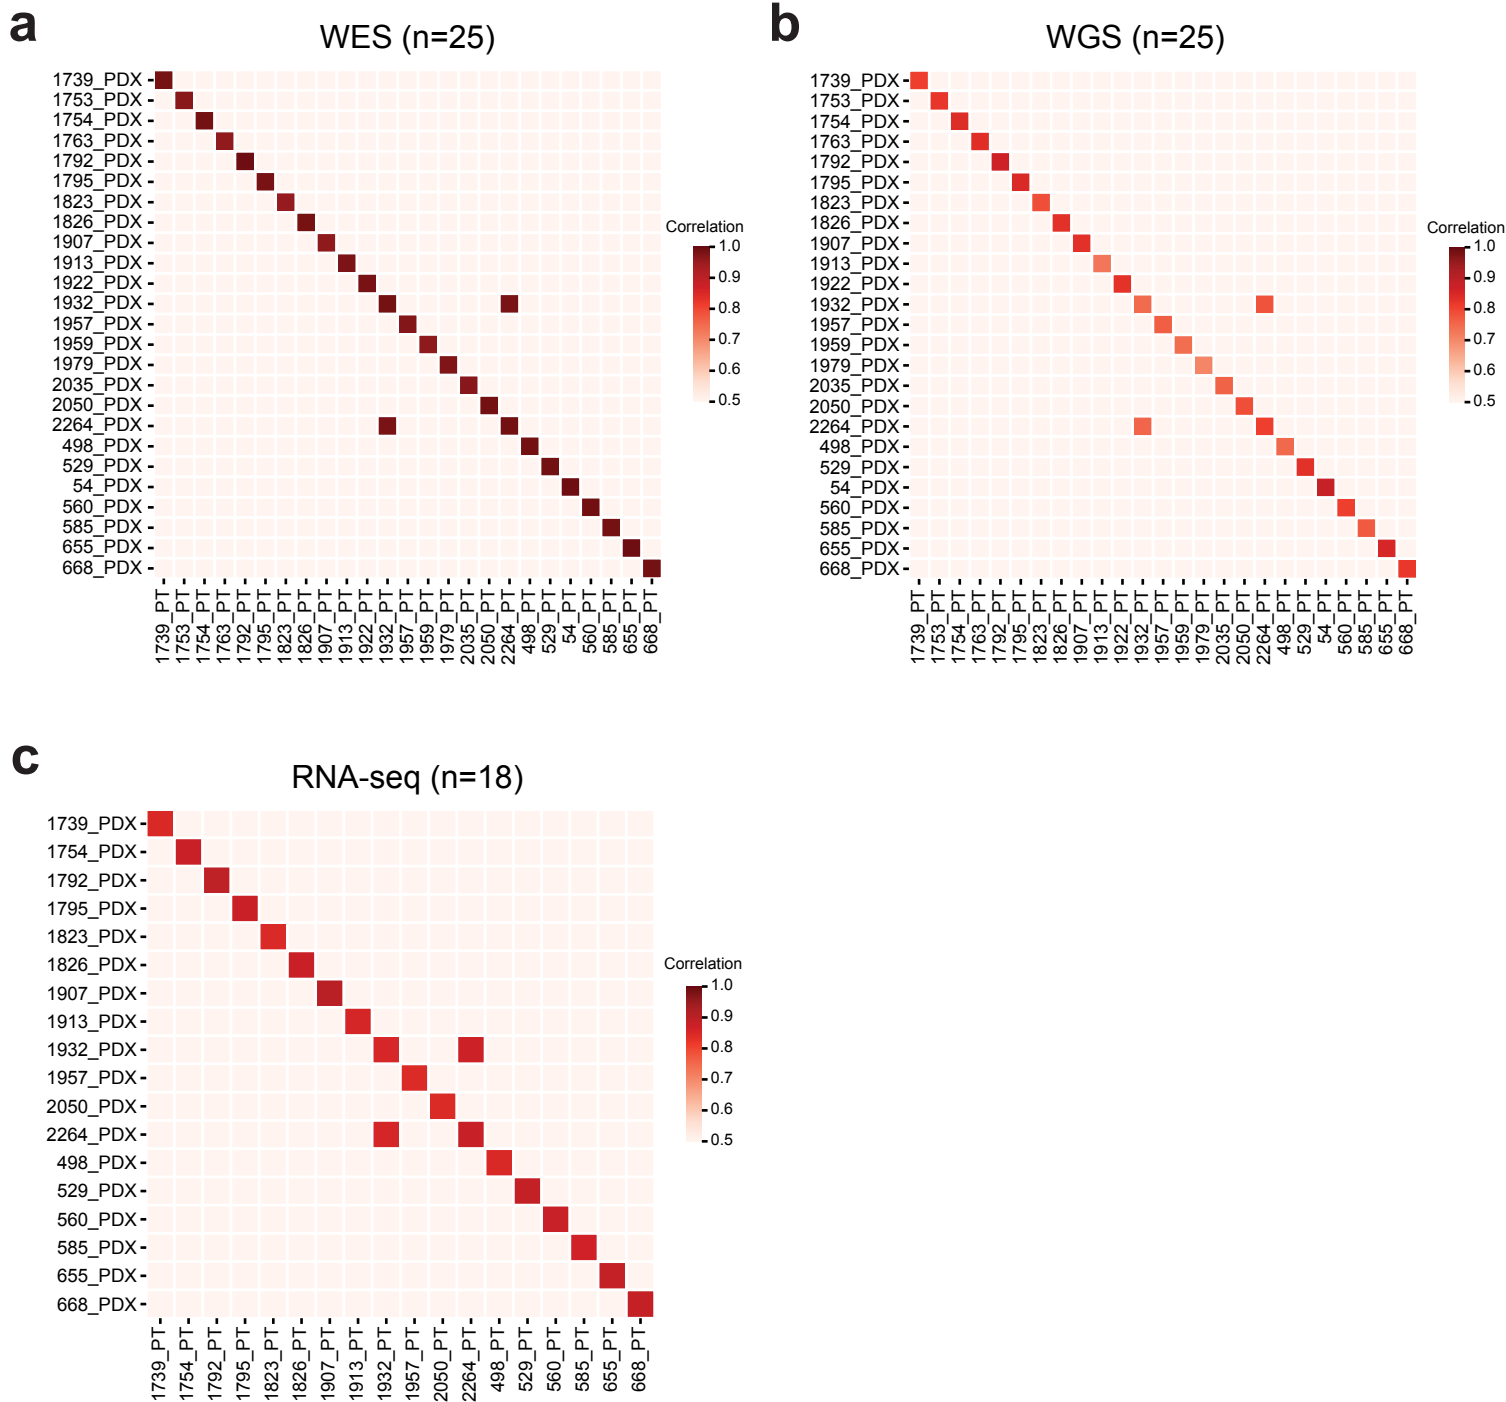 a
WES (n=25)
1739_PDX
1753_PDX
1754_PDX
1763_PDX
1792_PDX
1795_PDX
1823_PDX
1826_PDX
1907_PDX
1913_PDX
1922_PDX
1932_PDX
1957_PDX
1959_PDX
1979_PDX
2035_PDX
2050_PDX
2264_PDX
498_PDX
529_PDX
54_PDX
560_PDX
585_PDX
655_PDX
668_PDX
1739_PT
1753_PT
1754_PT
1763_PT
1792_PT
1795_PT
1823_PT
1826_PT
1907_PT
1913_PT
1922_PT
1932_PT
1957_PT
1959_PT
1979_PT
2035_PT
2050_PT
2264_PT
498_PT
529_PT
54_PT
560_PT
585_PT
655_PT
668_PT
Correlation
1.0
0.9
0.8
0.7
0.6
0.5
b
WGS (n=25)
1739_PDX
1753_PDX
1754_PDX
1763_PDX
1792_PDX
1795_PDX
1823_PDX
1826_PDX
1907_PDX
1913_PDX
1922_PDX
1932_PDX
1957_PDX
1959_PDX
1979_PDX
2035_PDX
2050_PDX
2264_PDX
498_PDX
529_PDX
54_PDX
560_PDX
585_PDX
655_PDX
668_PDX
1739_PT
1753_PT
1754_PT
1763_PT
1792_PT
1795_PT
1823_PT
1826_PT
1907_PT
1913_PT
1922_PT
1932_PT
1957_PT
1959_PT
1979_PT
2035_PT
2050_PT
2264_PT
498_PT
529_PT
54_PT
560_PT
585_PT
655_PT
668_PT
Correlation
1.0
0.9
0.8
0.7
0.6
0.5
c
RNA-seq (n=18)
1739_PDX
1754_PDX
1792_PDX
1795_PDX
1823_PDX
1826_PDX
1907_PDX
1913_PDX
1932_PDX
1957_PDX
2050_PDX
2264_PDX
498_PDX
529_PDX
560_PDX
585_PDX
655_PDX
668_PDX
1739_PT
1754_PT
1792_PT
1795_PT
1823_PT
1826_PT
1907_PT
1913_PT
1932_PT
1957_PT
2050_PT
2264_PT
498_PT
529_PT
560_PT
585_PT
655_PT
668_PT
Correlation
1.0
0.9
0.8
0.7
0.6
0.5